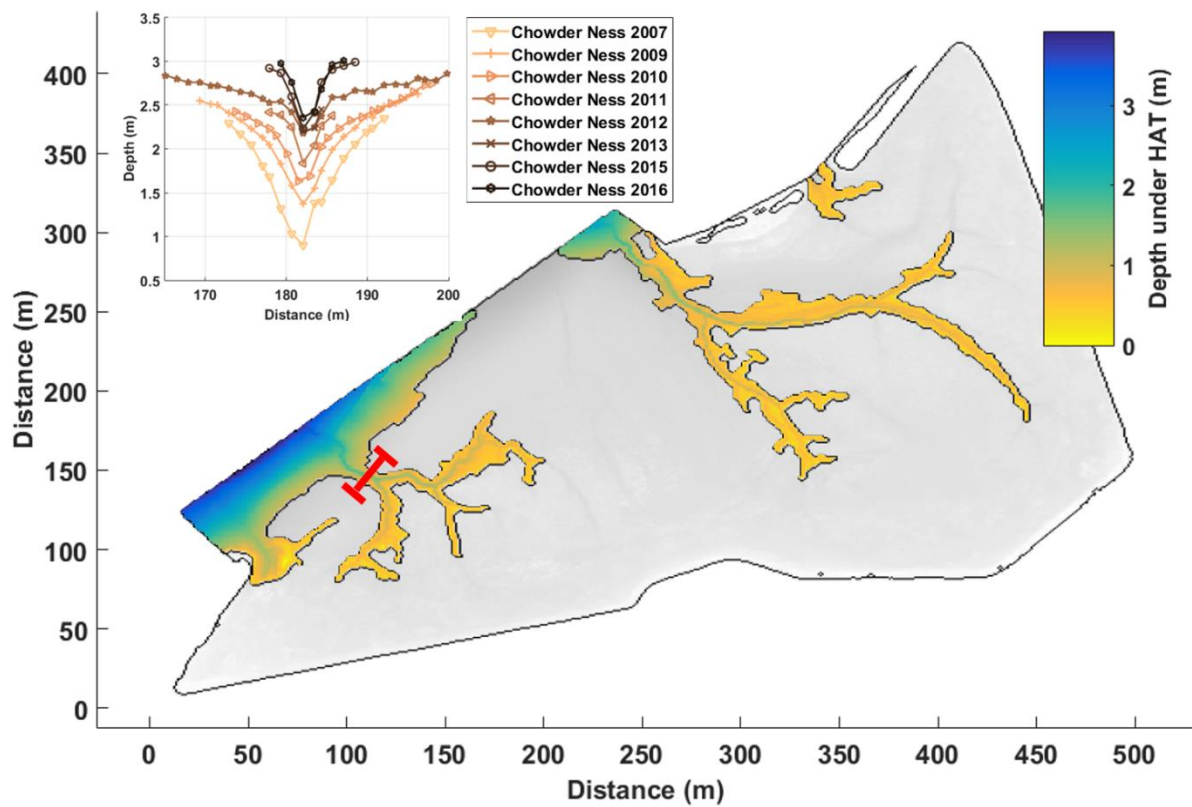 3.5
3
2.5
2
1.5
1
0.5
Depth (m)
170
180
190
200
Distance (m)
Chowder Ness 2007
Chowder Ness 2009
Chowder Ness 2010
Chowder Ness 2011
Chowder Ness 2012
Chowder Ness 2013
Chowder Ness 2015
Chowder Ness 2016
3
2
1
0
Depth under HAT (m)
400
350
300
250
200
150
100
50
0
Distance (m)
0
50
100
150
200
250
300
350
400
450
500
Distance (m)